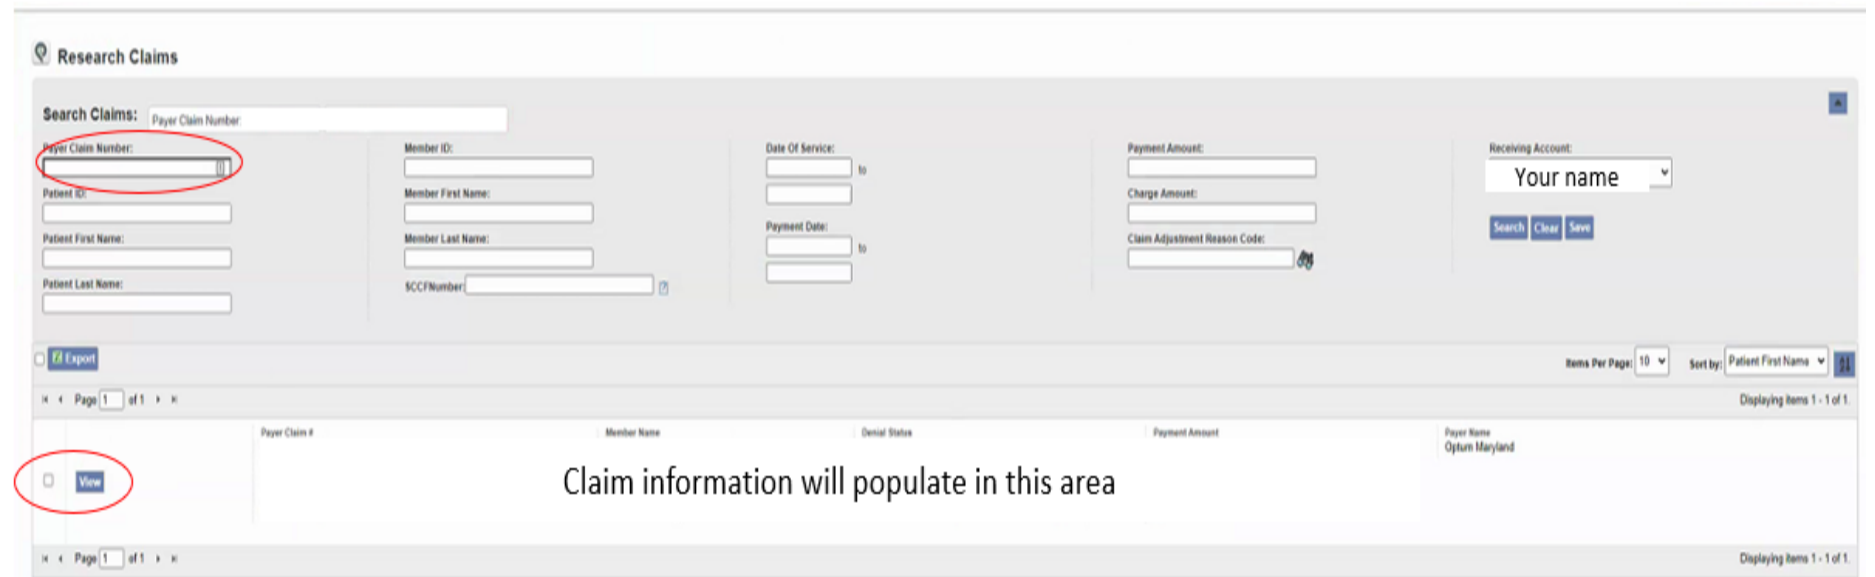 Research Claims
Search Claims: Payer Claim Number:
Payer Claim Number:
Patient ID:
Patient First Name:
Patient Last Name:
Member ID:
Member First Name:
Member Last Name:
SCCFNumber:
Date Of Service:
to
Payment Date:
to
Payment Amount:
Charge Amount:
Claim Adjustment Reason Code:
Receiving Account:
Your name
Search Clear Save
Export
Items Per Page: 10 Sort by: Patient First Name
Page 1 of 1
Displaying items 1 - 1 of 1.
Payer Claim # Member Name Denial Status Payment Amount Payer Name
Optum Maryland
View
Claim information will populate in this area
Page 1 of 1
Displaying items 1 - 1 of 1.